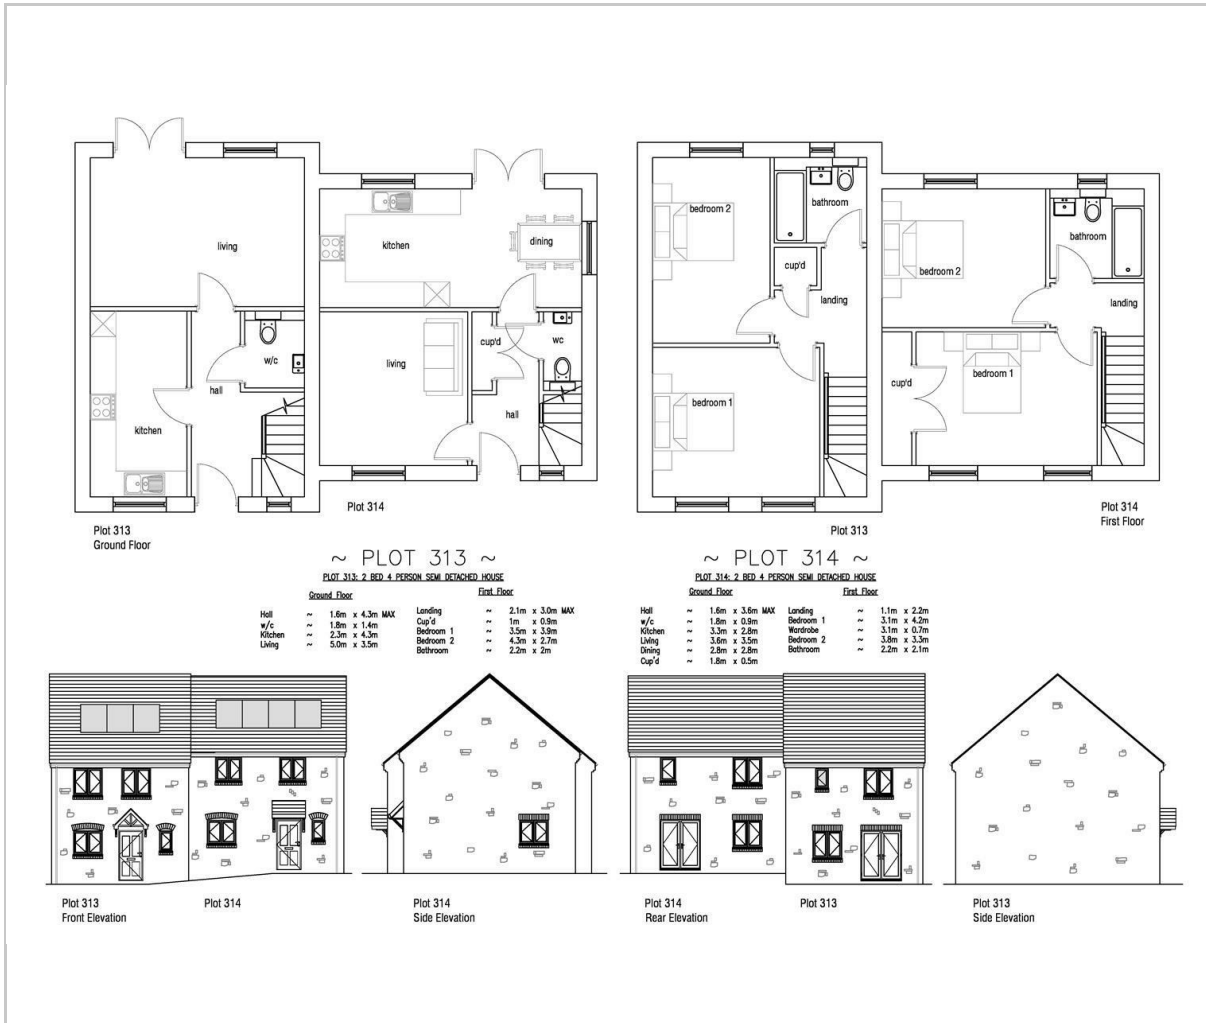 bedroom 2
bathroom
living
kitchen
dining
cup'd
landing
bathroom
bedroom 2
landing
w/c
hall
kitchen
living
cup'd
wc
hall
bedroom 1
cup'd
bedroom 1
Plot 313
Ground Floor
Plot 314
Plot 313
Plot 314
First Floor
~ PLOT 313 ~
PLOT 313: 2 BED 4 PERSON SEMI DETACHED HOUSE
Ground Floor
Hall ~ 1.6m x 4.3m MAX
w/c ~ 1.8m x 1.4m
Kitchen ~ 2.3m x 4.3m
Living ~ 5.0m x 3.5m
First Floor
Landing ~ 2.1m x 3.0m MAX
Cup'd ~ 1m x 0.9m
Bedroom 1 ~ 3.5m x 3.9m
Bedroom 2 ~ 4.3m x 2.7m
Bathroom ~ 2.2m x 2m
~ PLOT 314 ~
PLOT 314: 2 BED 4 PERSON SEMI DETACHED HOUSE
Ground Floor
Hall ~ 1.6m x 3.6m MAX
w/c ~ 1.8m x 0.9m
Kitchen ~ 3.3m x 2.8m
Living ~ 3.6m x 3.5m
Dining ~ 2.8m x 2.8m
Cup'd ~ 1.8m x 0.5m
First Floor
Landing ~ 1.1m x 2.2m
Bedroom 1 ~ 3.1m x 4.2m
Wardrobe ~ 3.1m x 0.7m
Bedroom 2 ~ 3.8m x 3.3m
Bathroom ~ 2.2m x 2.1m
Plot 313
Front Elevation
Plot 314
Plot 314
Side Elevation
Plot 314
Rear Elevation
Plot 313
Plot 313
Side Elevation